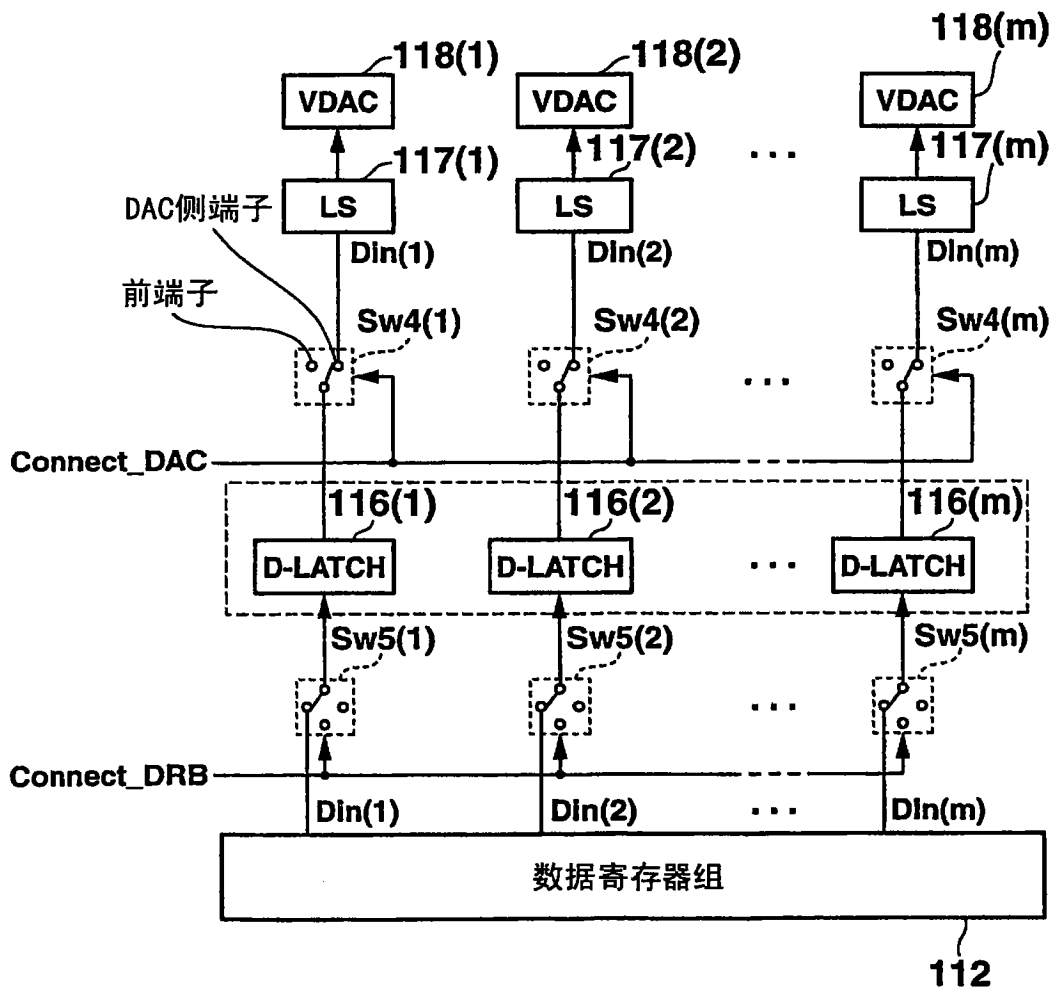 118(1) 118(2) 118(m)
VDAC VDAC VDAC
117(1) 117(2) 117(m)
...
DAC侧端子 LS LS LS
Din(1) Din(2) Din(m)
前端子
Sw4(1) Sw4(2) Sw4(m)
...
Connect_DAC
116(1) 116(2) 116(m)
D-LATCH D-LATCH ... D-LATCH
Sw5(1) Sw5(2) Sw5(m)
...
Connect_DRB
Din(1) Din(2) ... Din(m)
数据寄存器组
112